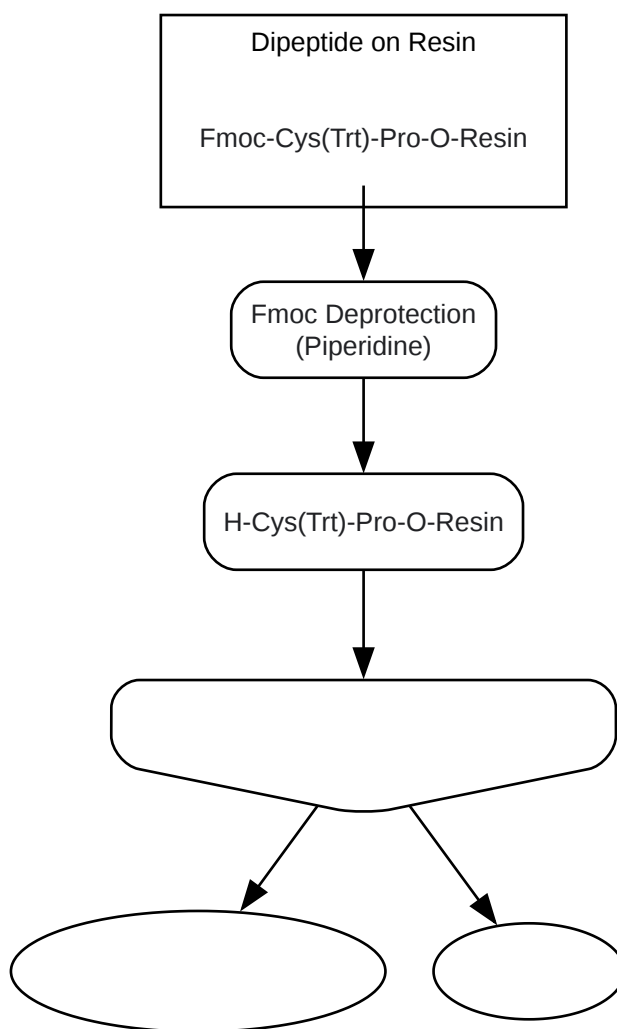 Dipeptide on Resin
Fmoc-Cys(Trt)-Pro-O-Resin
Fmoc Deprotection
(Piperidine)
H-Cys(Trt)-Pro-O-Resin